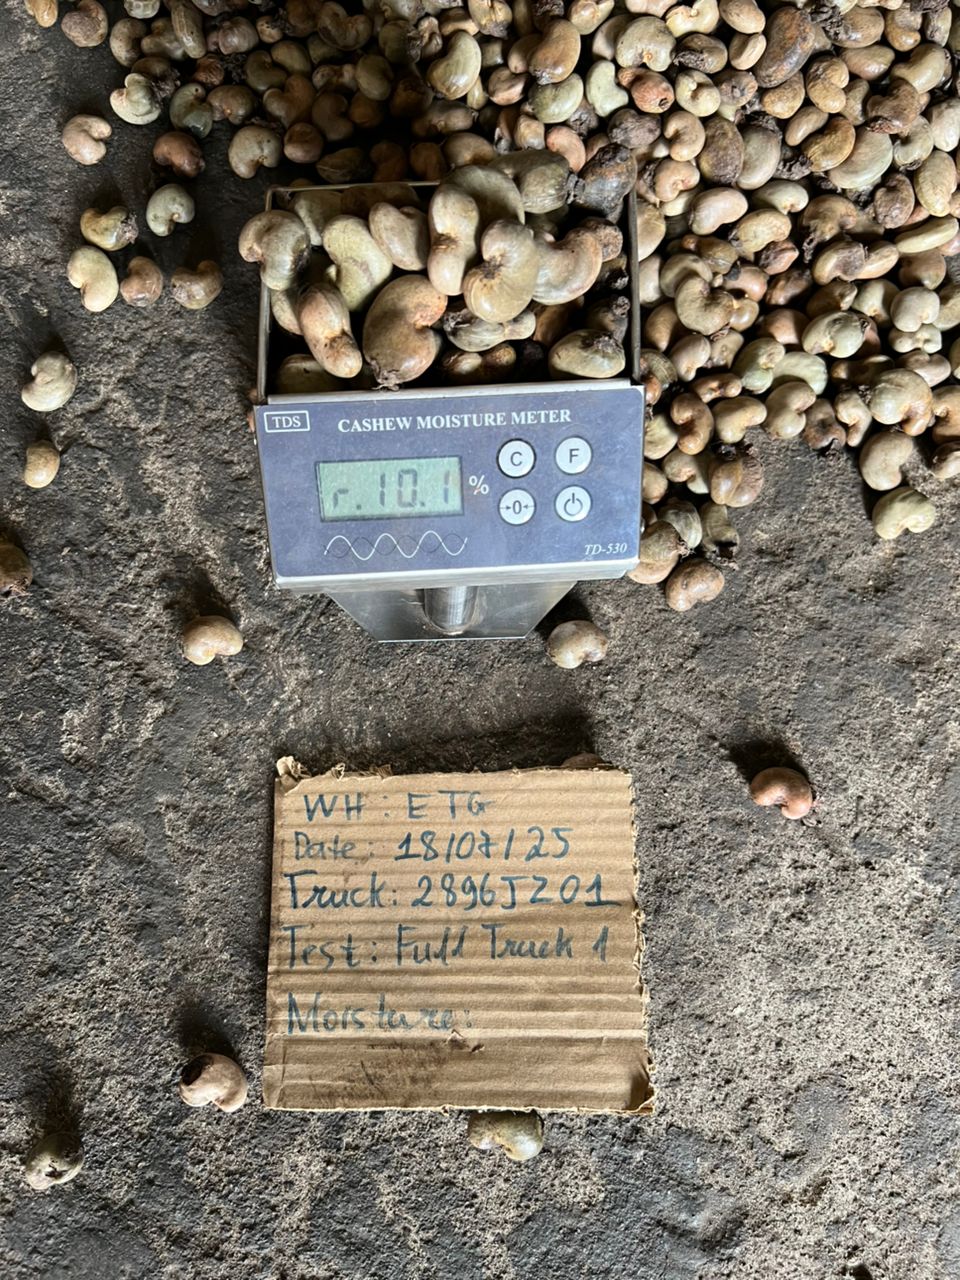 TDS CASHEW MOISTURE METER
r.10.1 % C F
→0←
TD-530
WH: ETG
Date: 18/07/25
Truck: 2896JZ01
Test: Full Truck 1
Moisture: